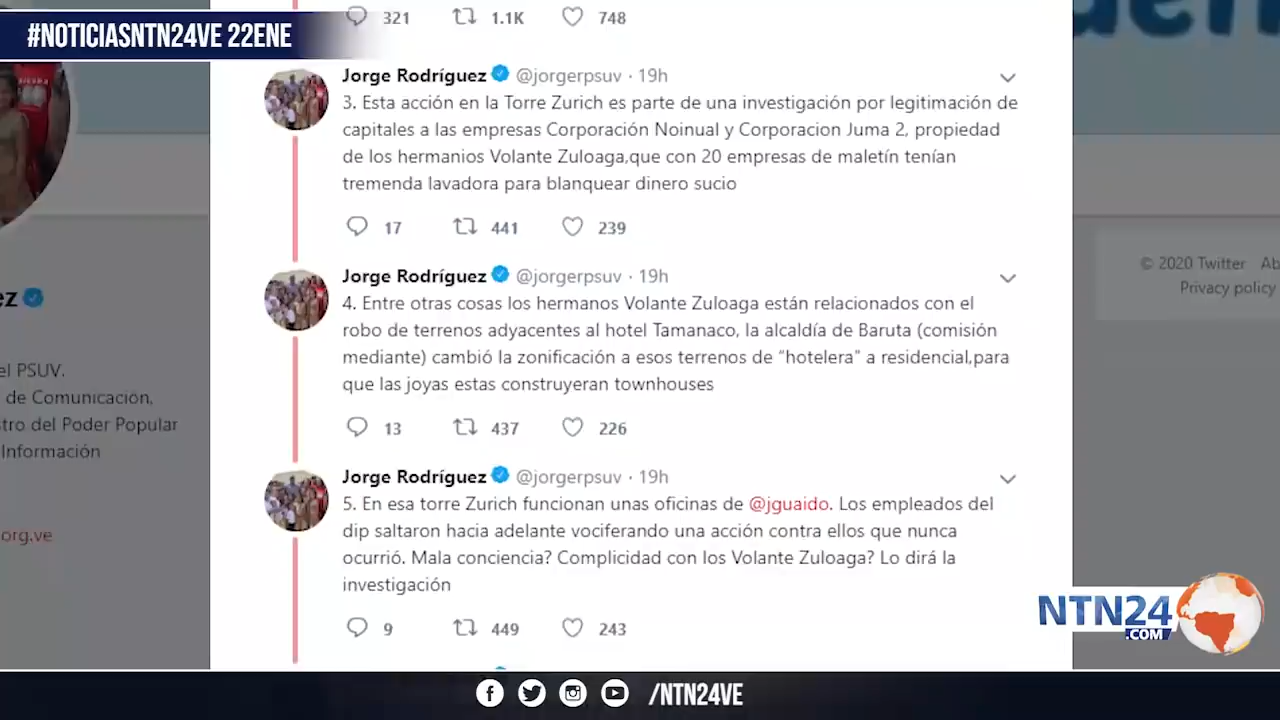 #NOTICIASNTN24VE 22ENE
321 1.1K 748
Jorge Rodríguez @jorgerpsuv · 19h
3. Esta acción en la Torre Zurich es parte de una investigación por legitimación de
capitales a las empresas Corporación Noinual y Corporacion Juma 2, propiedad
de los hermanios Volante Zuloaga,que con 20 empresas de maletín tenían
tremenda lavadora para blanquear dinero sucio
17 441 239
Jorge Rodríguez @jorgerpsuv · 19h
4. Entre otras cosas los hermanos Volante Zuloaga están relacionados con el
robo de terrenos adyacentes al hotel Tamanaco, la alcaldía de Baruta (comisión
mediante) cambió la zonificación a esos terrenos de “hotelera” a residencial,para
que las joyas estas construyeran townhouses
13 437 226
Jorge Rodríguez @jorgerpsuv · 19h
5. En esa torre Zurich funcionan unas oficinas de @jguaido. Los empleados del
dip saltaron hacia adelante vociferando una acción contra ellos que nunca
ocurrió. Mala conciencia? Complicidad con los Volante Zuloaga? Lo dirá la
investigación
9 449 243
ez
el PSUV.
de Comunicación,
stro del Poder Popular
Información
org.ve
den
© 2020 Twitter Ab
Privacy policy
NTN24
.COM
/NTN24VE